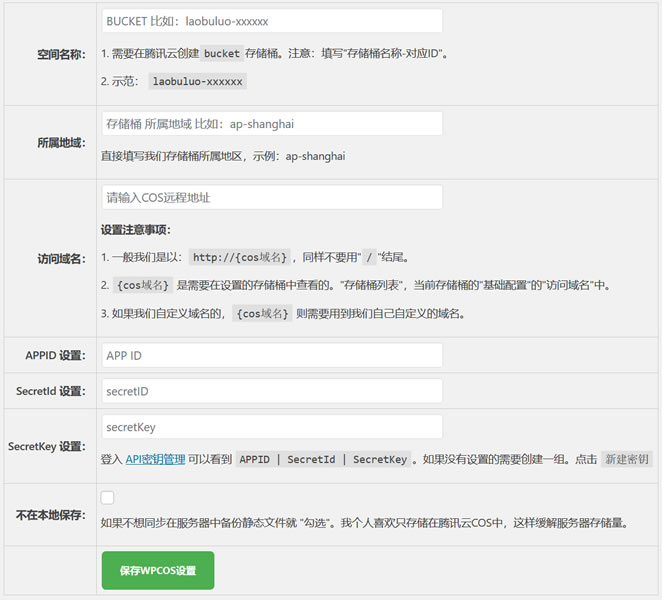 BUCKET 比如：laobuluo-xxxxxx
空间名称：
1. 需要在腾讯云创建 bucket 存储桶。注意：填写"存储桶名称-对应ID"。
2. 示范： laobuluo-xxxxxx
存储桶 所属地域 比如：ap-shanghai
所属地域：
直接填写我们存储桶所属地区，示例：ap-shanghai
请输入COS远程地址
设置注意事项：
访问域名：
1. 一般我们是以：http://{cos域名}，同样不要用"/"结尾。
2. {cos域名} 是需要在设置的存储桶中查看的。"存储桶列表"，当前存储桶的"基础配置"的"访问域名"中。
3. 如果我们自定义域名的，{cos域名} 则需要用到我们自己自定义的域名。
APPID 设置： APP ID
SecretId 设置： secretID
secretKey
SecretKey 设置：
登入 API密钥管理 可以看到 APPID | SecretId | SecretKey 。如果没有设置的需要创建一组。点击 新建密钥
不在本地保存：
如果不想同步在服务器中备份静态文件就 "勾选"。我个人喜欢只存储在腾讯云COS中，这样缓解服务器存储量。
保存WPCOS设置